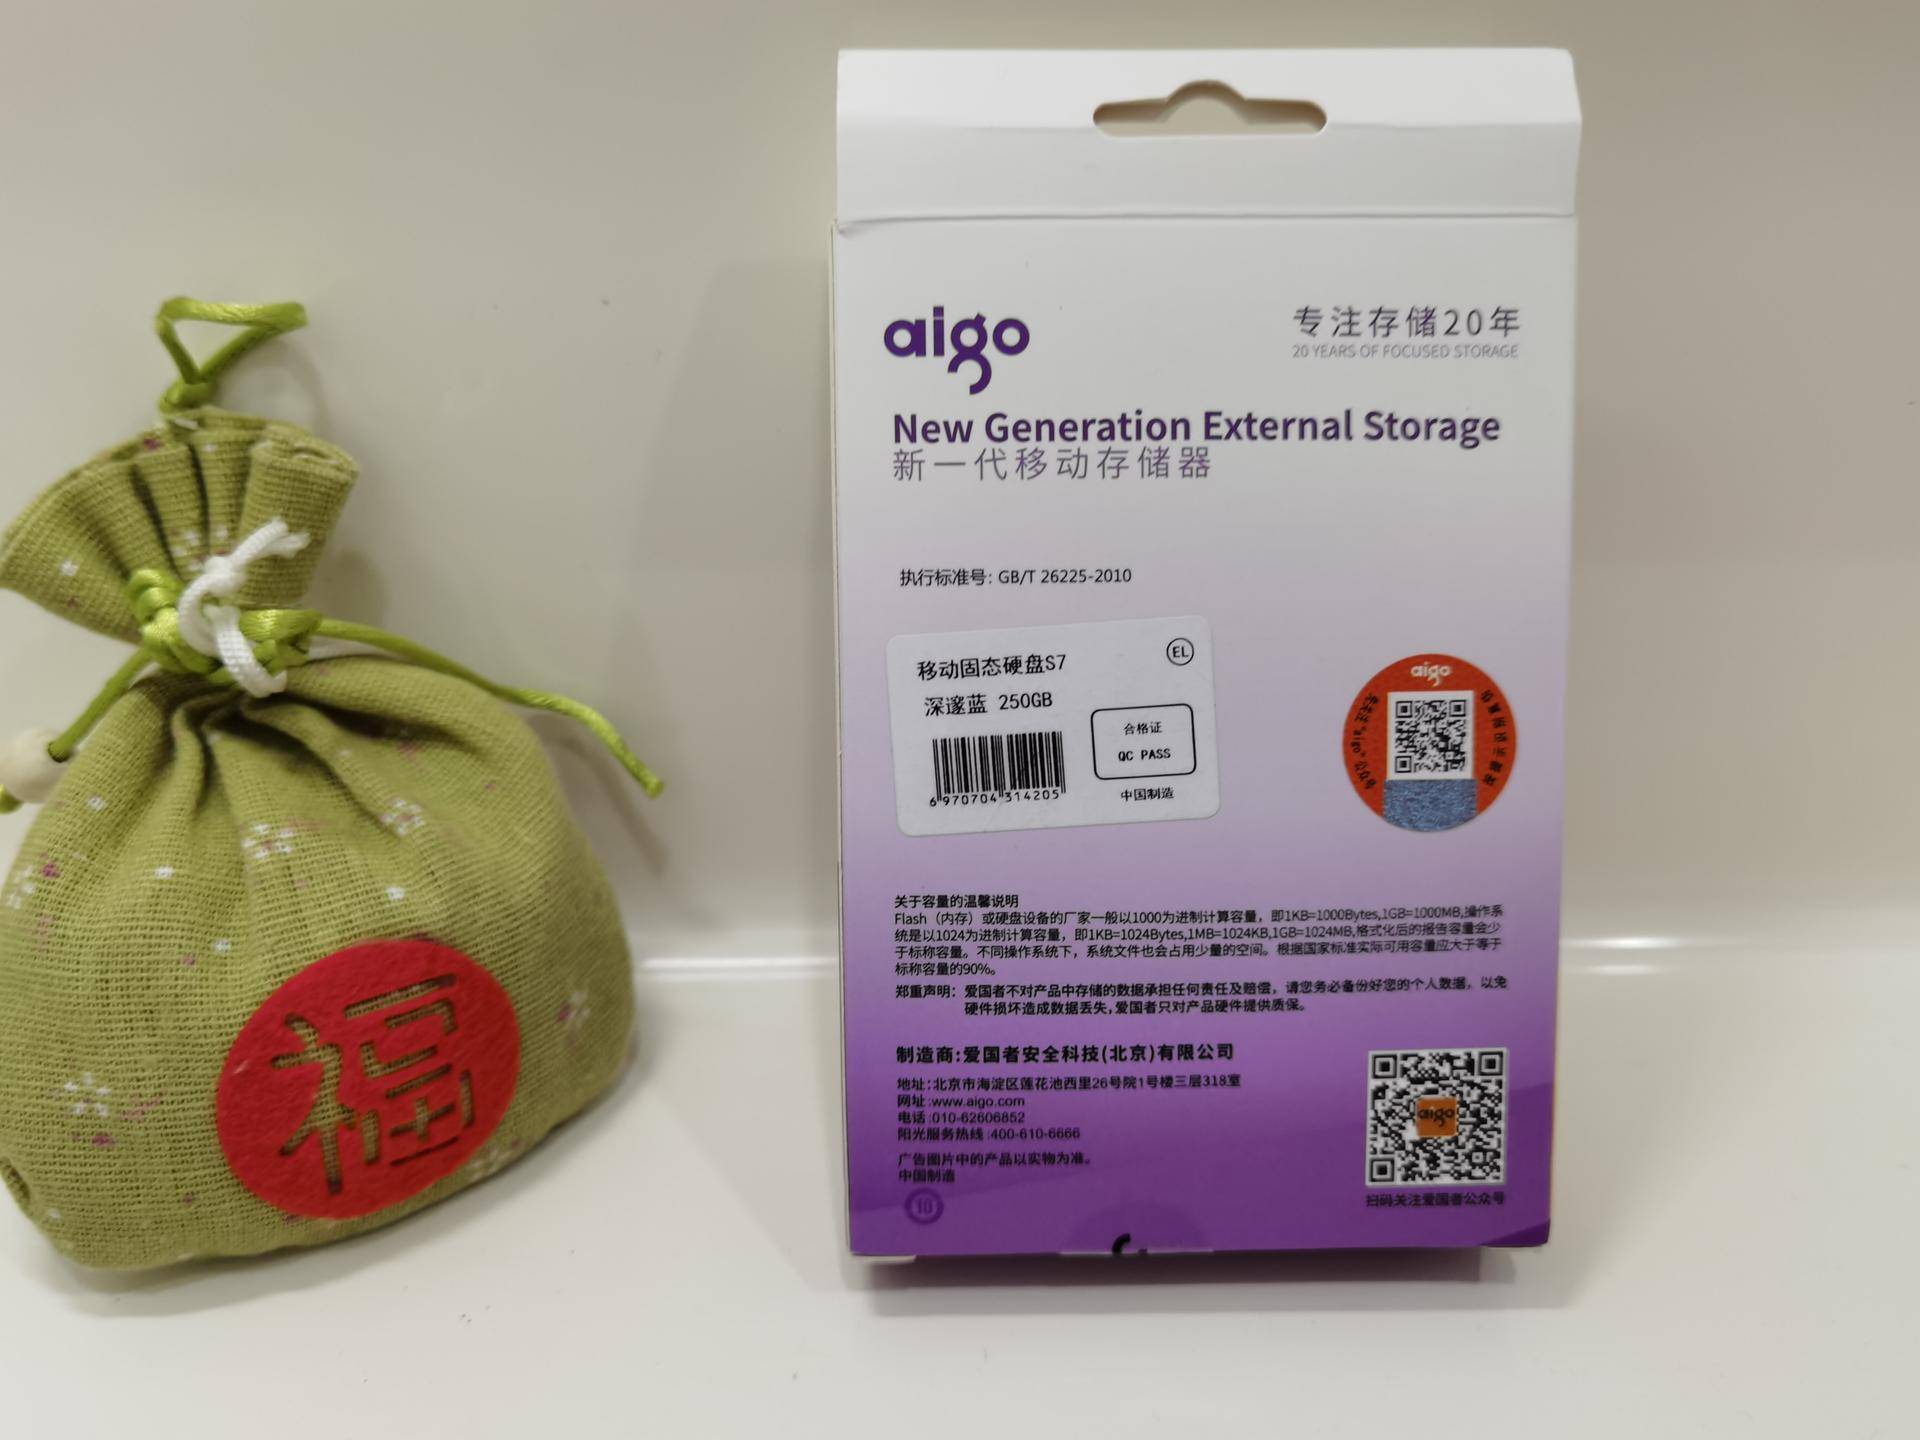 aigo
专注存储20年
20 YEARS OF FOCUSED STORAGE
New Generation External Storage
新一代移动存储器
执行标准号: GB/T 26225-2010
移动固态硬盘S7
EL
深邃蓝 250GB
合格证
QC PASS
6 970704 314205
中国制造
aigo
关于容量的温馨说明
Flash（内存）或硬盘设备的厂家一般以1000为进制计算容量，即1KB=1000Bytes,1GB=1000MB,操作系
统是以1024为进制计算容量，即1KB=1024Bytes,1MB=1024KB,1GB=1024MB,格式化后的报告容量会少
于标称容量。不同操作系统下，系统文件也会占用少量的空间。根据国家标准实际可用容量应大于等于
标称容量的90%。
郑重声明：爱国者不对产品中存储的数据承担任何责任及赔偿，请您务必备份好您的个人数据，以免
硬件损坏造成数据丢失,爱国者只对产品硬件提供质保。
制造商:爱国者安全科技(北京)有限公司
地址:北京市海淀区莲花池西里26号院1号楼三层318室
网址:www.aigo.com
电话:010-62606852
阳光服务热线:400-610-6666
广告图片中的产品以实物为准。
中国制造
10
aigo
扫码关注爱国者公众号
福